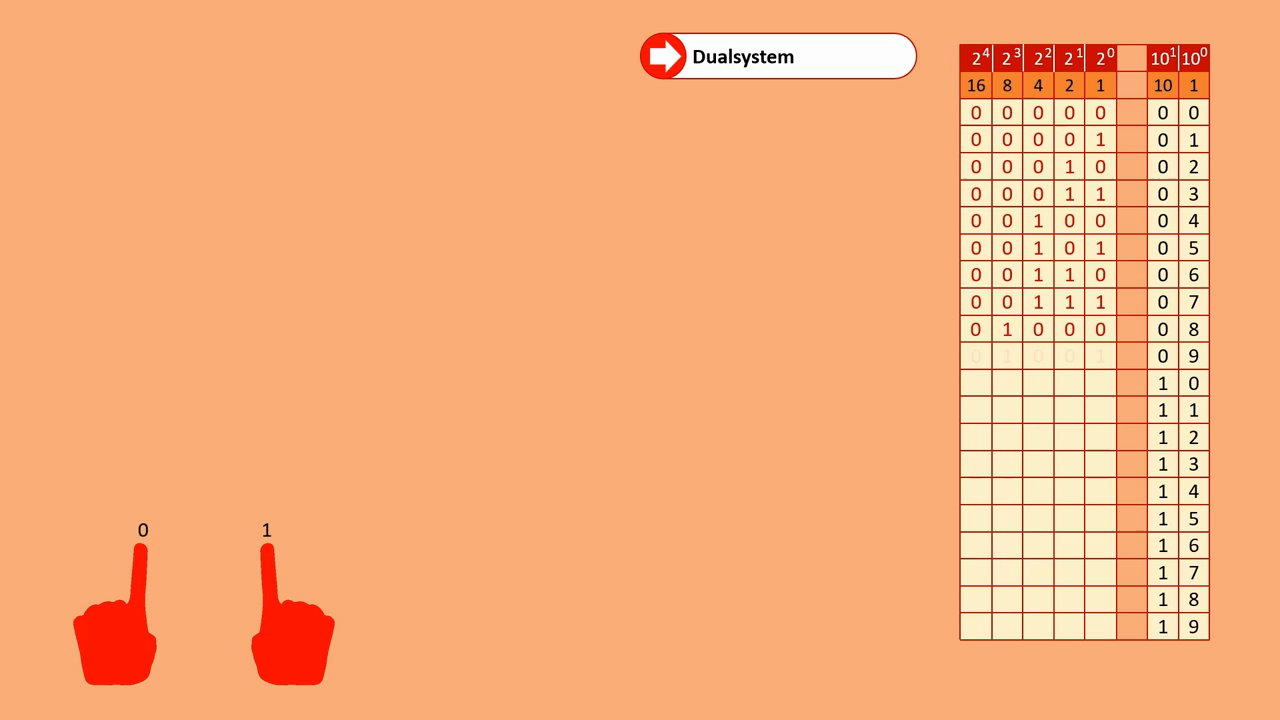 Dualsystem
2⁴ 2³ 2² 2¹ 2⁰ 10¹ 10⁰
16 8 4 2 1 10 1
0 0 0 0 0 0 0
0 0 0 0 1 0 1
0 0 0 1 0 0 2
0 0 0 1 1 0 3
0 0 1 0 0 0 4
0 0 1 0 1 0 5
0 0 1 1 0 0 6
0 0 1 1 1 0 7
0 1 0 0 0 0 8
0 1 0 0 1 0 9
1 0
1 1
1 2
1 3
1 4
1 5
1 6
1 7
1 8
1 9
0 1